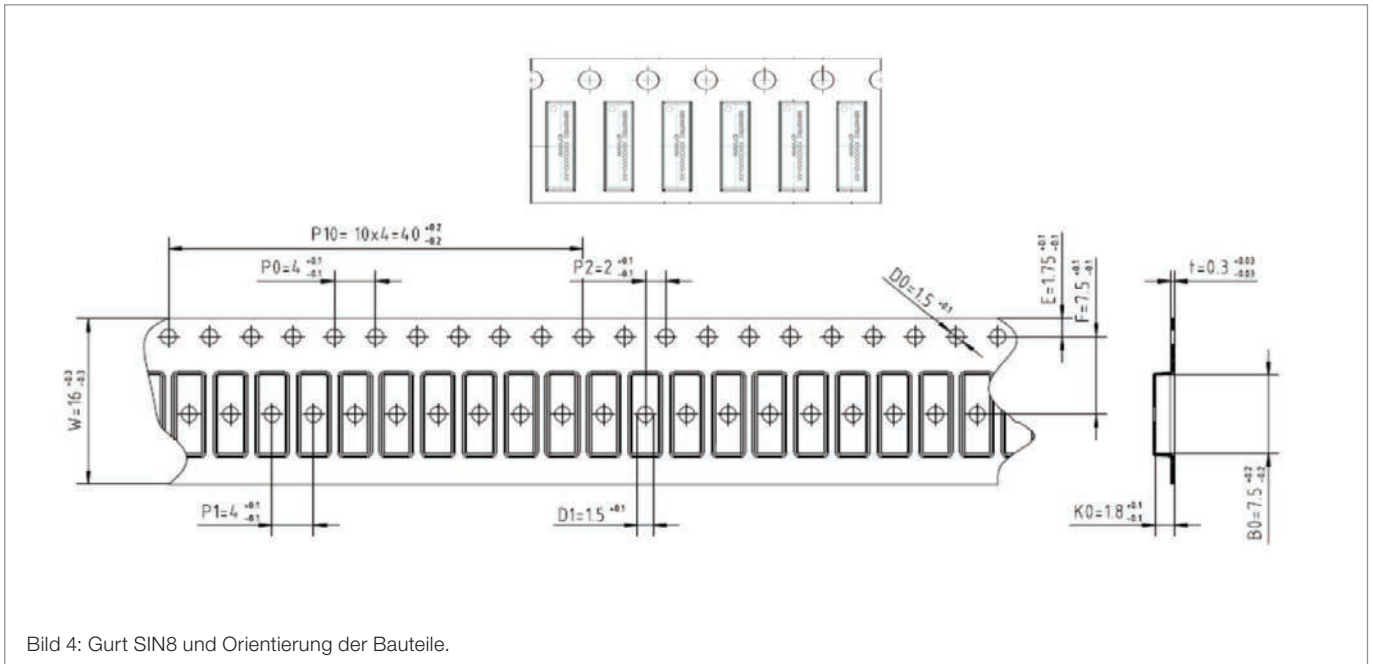 P10= 10x4=40 +0.2 -0.2
P0=4 +0.1 -0.1
P2=2 +0.1 -0.1
D0=1.5 +0.1
E=1.75 +0.1 -0.1
F=7.5 +0.1 -0.1
t=0.3 +0.03 -0.03
W=16 +0.3 -0.3
P1=4 +0.1 -0.1
D1=1.5 +0.1
K0=1.8 +0.1 -0.1
B0=7.5 +0.2 -0.2
Bild 4: Gurt SIN8 und Orientierung der Bauteile.